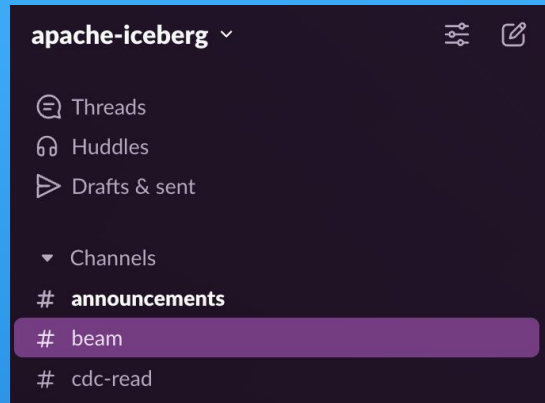 apache-iceberg
Threads
Huddles
Drafts & sent
Channels
# announcements
# beam
# cdc-read